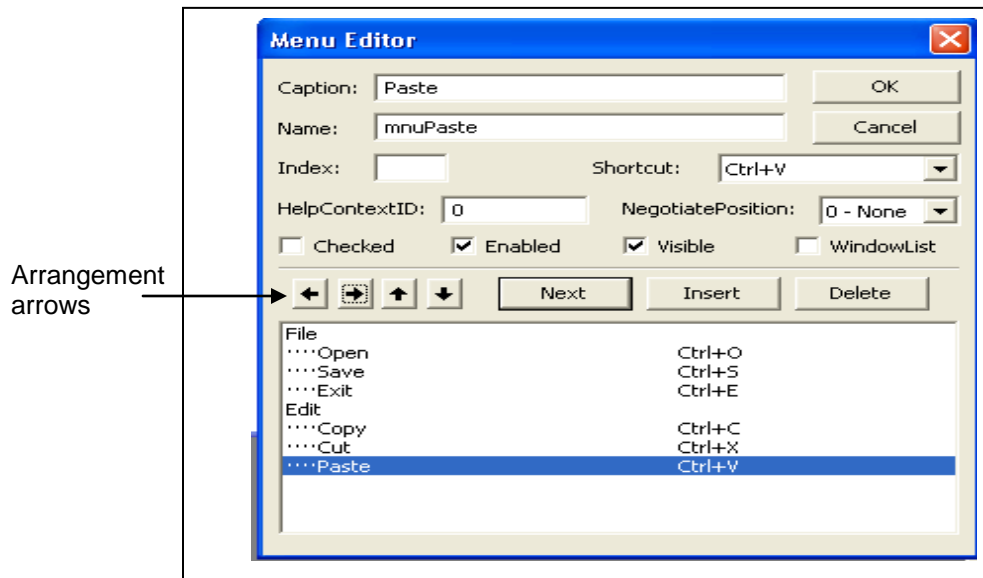 Menu Editor
Caption: Paste OK
Name: mnuPaste Cancel
Index: Shortcut: Ctrl+V
HelpContextID: 0 NegotiatePosition: 0 - None
Checked Enabled Visible WindowList
Arrangement
arrows
Next Insert Delete
File
····Open Ctrl+O
····Save Ctrl+S
····Exit Ctrl+E
Edit
····Copy Ctrl+C
····Cut Ctrl+X
····Paste Ctrl+V